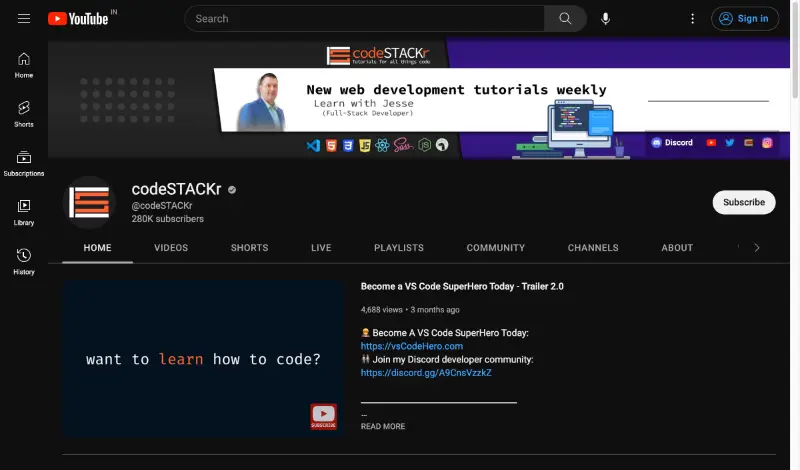 YouTube IN
Search
Sign in
Home
Shorts
Subscriptions
Library
History
codeSTACKr
Tutorials for all things code
New web development tutorials weekly
Learn with Jesse
(Full-Stack Developer)
Sass
Discord
codeSTACKr
@codeSTACKr
280K subscribers
Subscribe
HOME VIDEOS SHORTS LIVE PLAYLISTS COMMUNITY CHANNELS ABOUT
want to learn how to code?
SUBSCRIBE
Become a VS Code SuperHero Today - Trailer 2.0
4,688 views • 3 months ago
Become A VS Code SuperHero Today:
https://vsCodeHero.com
Join my Discord developer community:
https://discord.gg/A9CnsVzzkZ
...
READ MORE